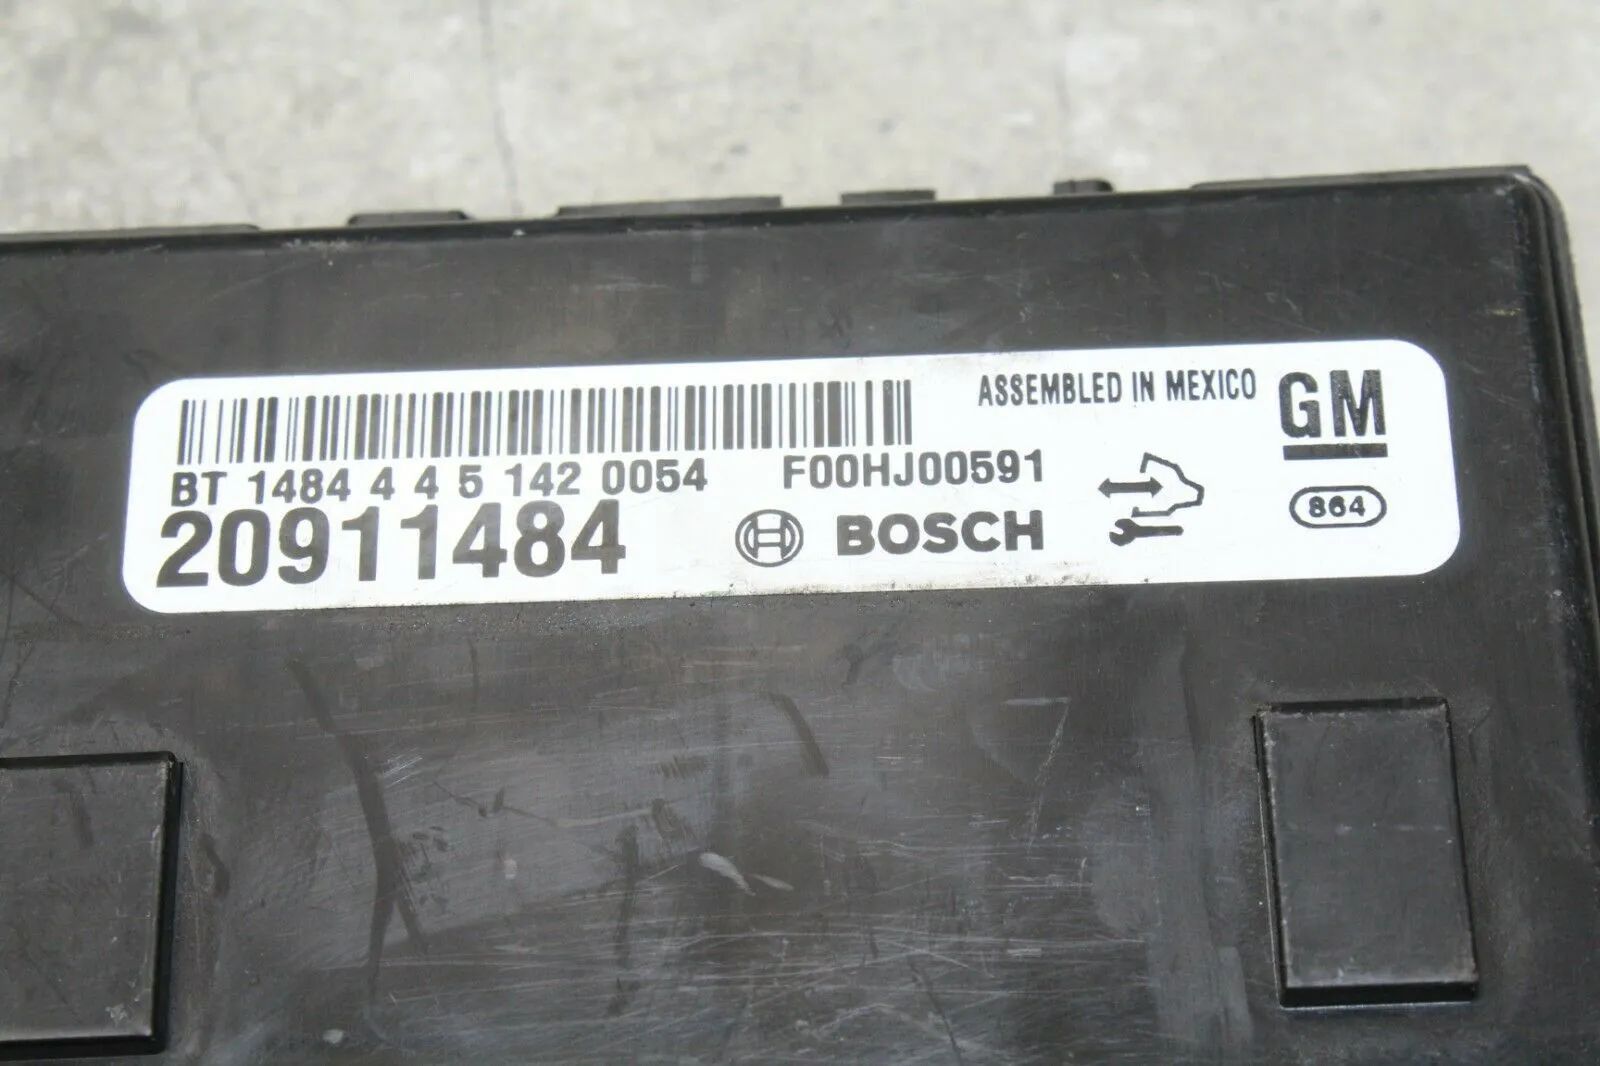 ASSEMBLED IN MEXICO GM
BT 1484 4 4 5 142 0054 F00HJ00591
20911484 BOSCH 864